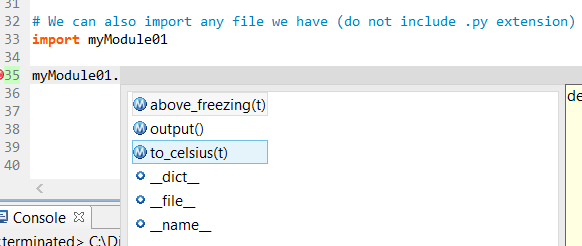 31
32 # We can also import any file we have (do not include .py extension)
33 import myModule01
34
35 myModule01.
36
37
38
39
40
above_freezing(t)
output()
to_celsius(t)
__dict__
__file__
__name__
de
Console
terminated> C:\Di